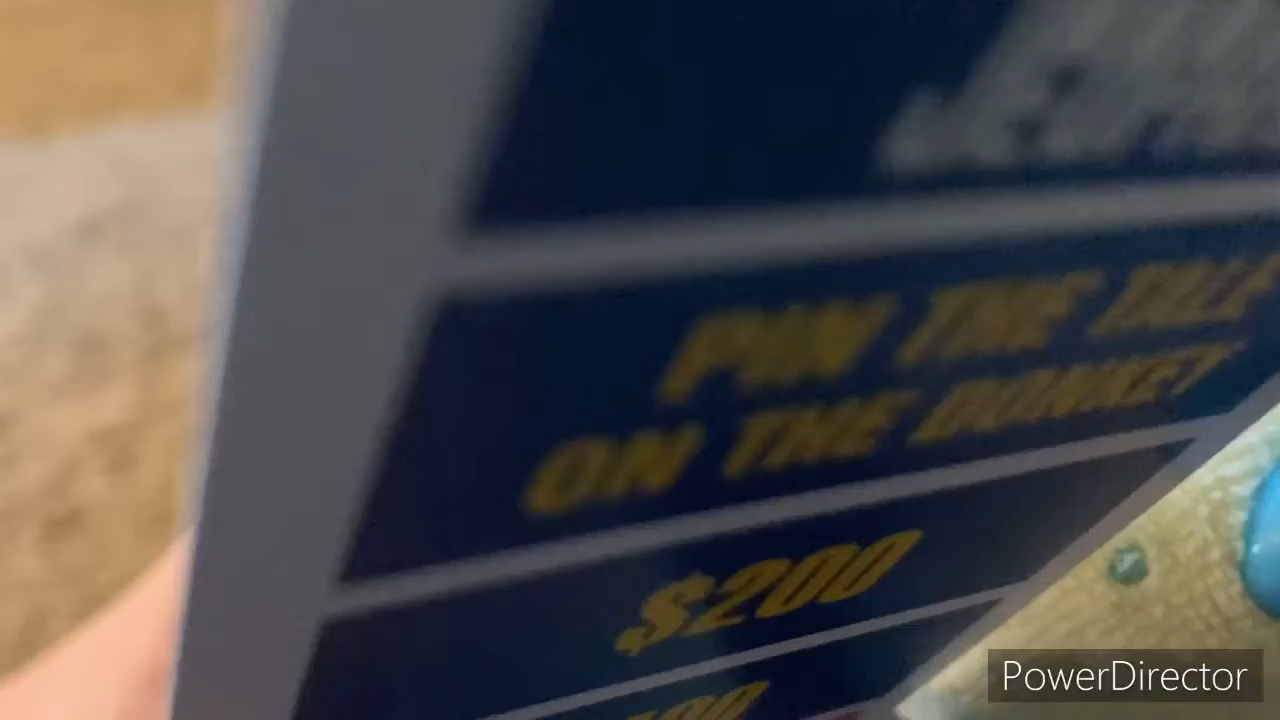 PIN THE TAIL
ON THE DONKEY
$200
PowerDirector